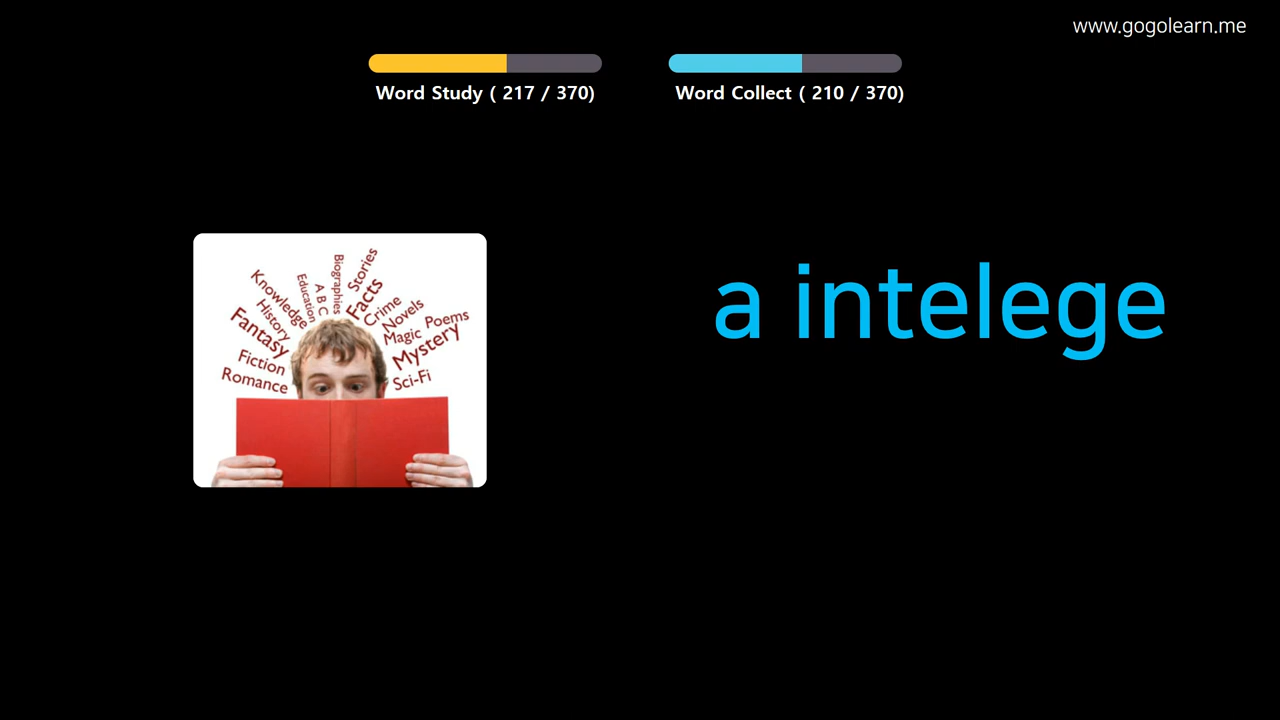 www.gogolearn.me
Word Study ( 217 / 370)
Word Collect ( 210 / 370)
a intelege
Stories
Biographies
Facts
A B C
Education
Knowledge
Crime
History
Novels
Poems
Fantasy
Magic
Mystery
Fiction
Romance
Sci-Fi